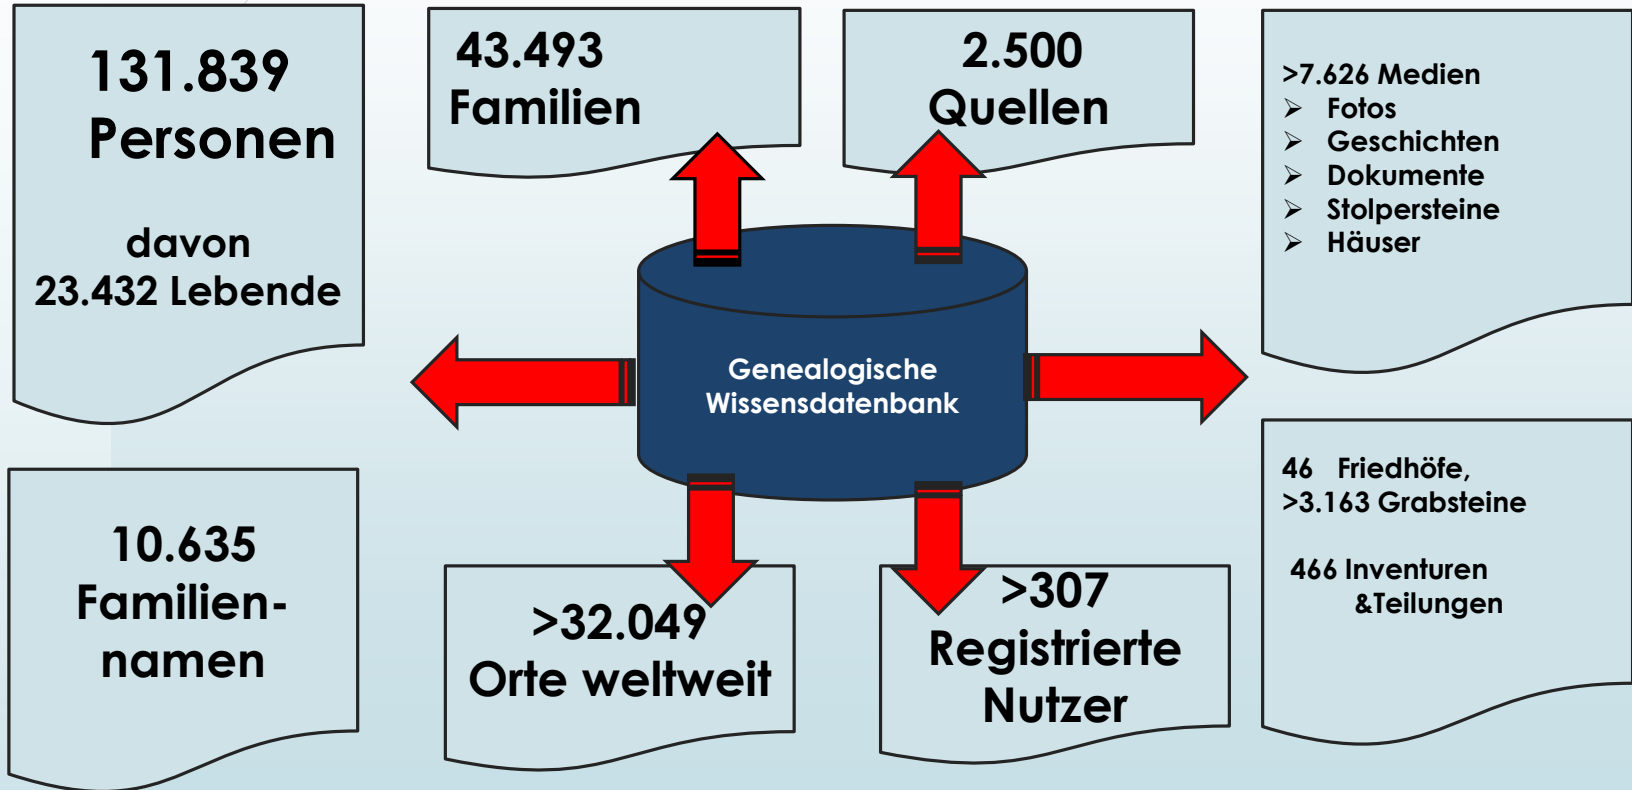 131.839
Personen
davon
23.432 Lebende
43.493
Familien
2.500
Quellen
>7.626 Medien
➢ Fotos
➢ Geschichten
➢ Dokumente
➢ Stolpersteine
➢ Häuser
Genealogische
Wissensdatenbank
10.635
Familien-
namen
>32.049
Orte weltweit
>307
Registrierte
Nutzer
46 Friedhöfe,
>3.163 Grabsteine
466 Inventuren
&Teilungen